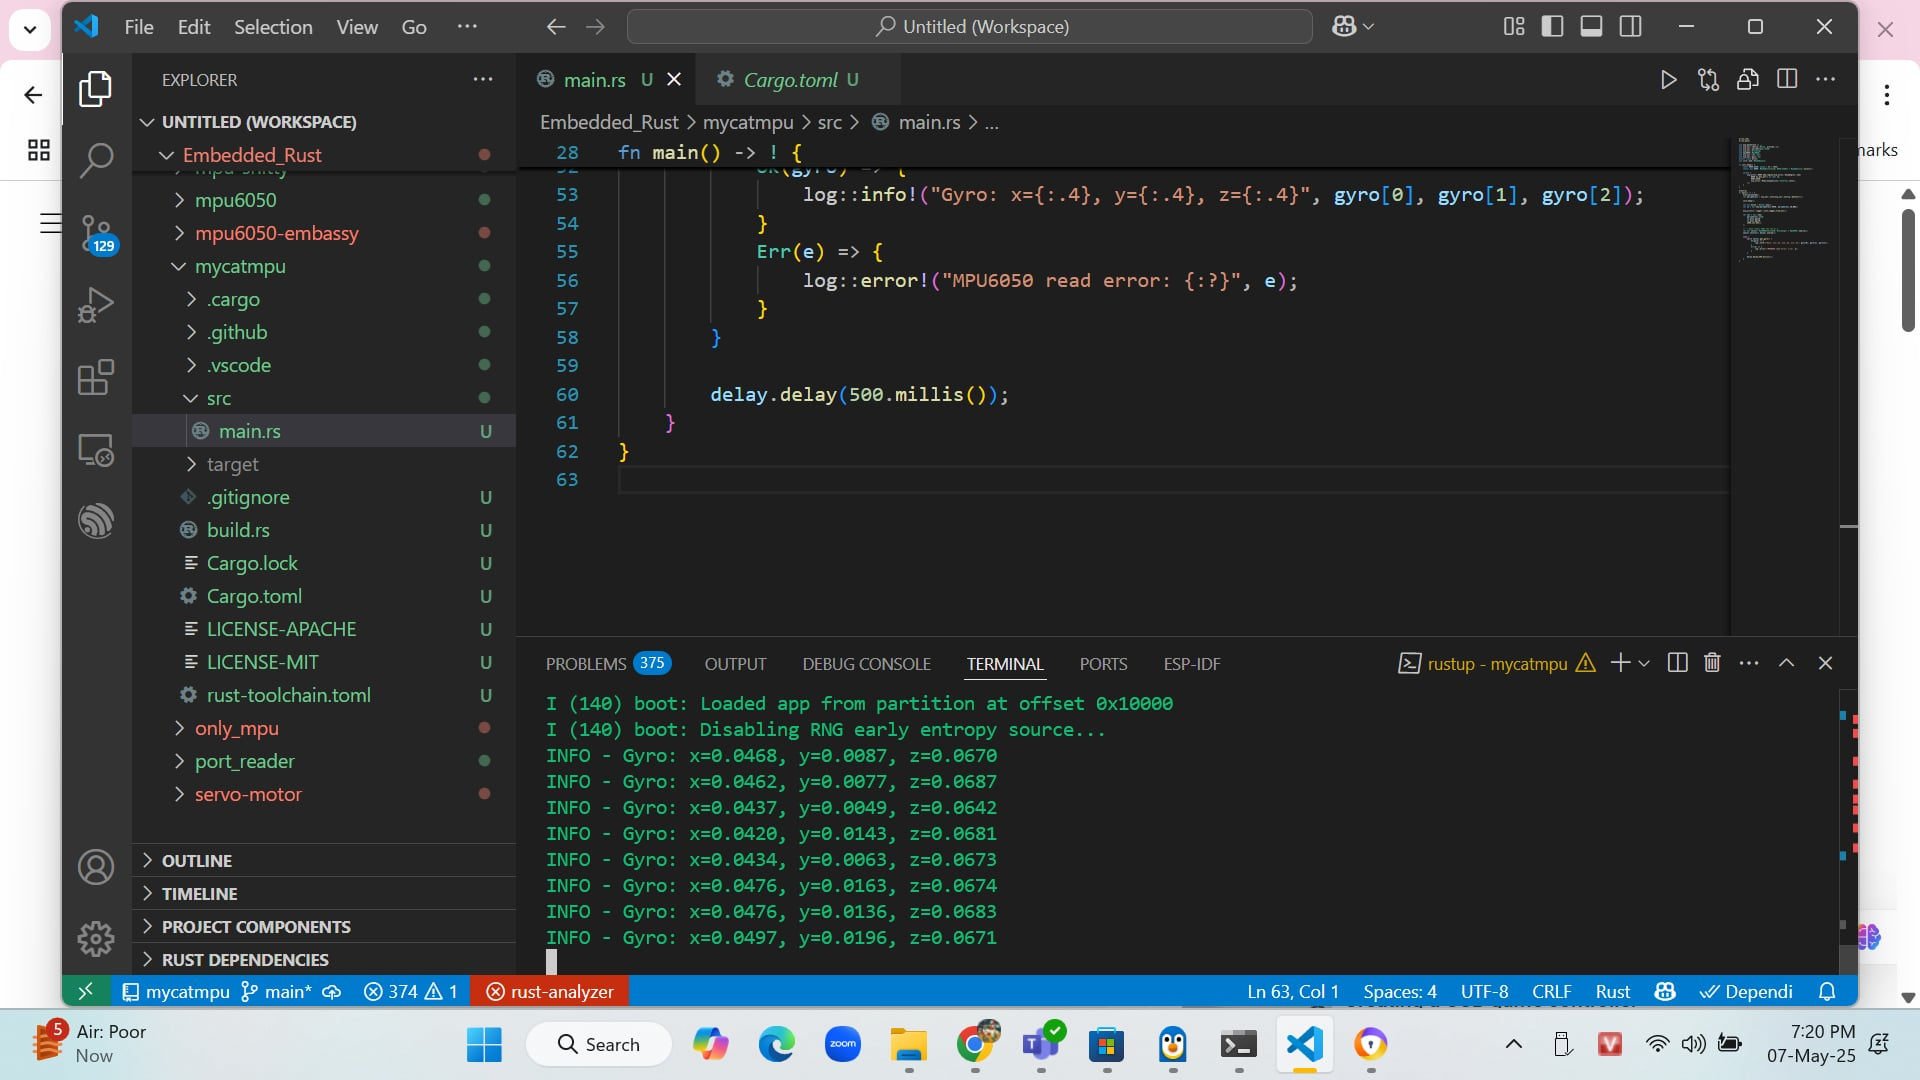 File Edit Selection View Go ··· Untitled (Workspace)
EXPLORER
UNTITLED (WORKSPACE)
Embedded_Rust
mpu6050
mpu6050-embassy
mycatmpu
.cargo
.github
.vscode
src
main.rs U
target
.gitignore U
build.rs U
Cargo.lock U
Cargo.toml U
LICENSE-APACHE U
LICENSE-MIT U
rust-toolchain.toml U
only_mpu
port_reader
servo-motor
OUTLINE
TIMELINE
PROJECT COMPONENTS
RUST DEPENDENCIES
129
main.rs U Cargo.toml U
Embedded_Rust > mycatmpu > src > main.rs > ...
28 fn main() -> ! {
53 log::info!("Gyro: x={:.4}, y={:.4}, z={:.4}", gyro[0], gyro[1], gyro[2]);
54 }
55 Err(e) => {
56 log::error!("MPU6050 read error: {:?}", e);
57 }
58 }
59
60 delay.delay(500.millis());
61 }
62 }
63
PROBLEMS 375 OUTPUT DEBUG CONSOLE TERMINAL PORTS ESP-IDF rustup - mycatmpu
I (140) boot: Loaded app from partition at offset 0x10000
I (140) boot: Disabling RNG early entropy source...
INFO - Gyro: x=0.0468, y=0.0087, z=0.0670
INFO - Gyro: x=0.0462, y=0.0077, z=0.0687
INFO - Gyro: x=0.0437, y=0.0049, z=0.0642
INFO - Gyro: x=0.0420, y=0.0143, z=0.0681
INFO - Gyro: x=0.0434, y=0.0063, z=0.0673
INFO - Gyro: x=0.0476, y=0.0163, z=0.0674
INFO - Gyro: x=0.0476, y=0.0136, z=0.0683
INFO - Gyro: x=0.0497, y=0.0196, z=0.0671
mycatmpu main* 374 1 rust-analyzer Ln 63, Col 1 Spaces: 4 UTF-8 CRLF Rust Dependi
5 Air: Poor
Now
Search
zoom
7:20 PM
07-May-25